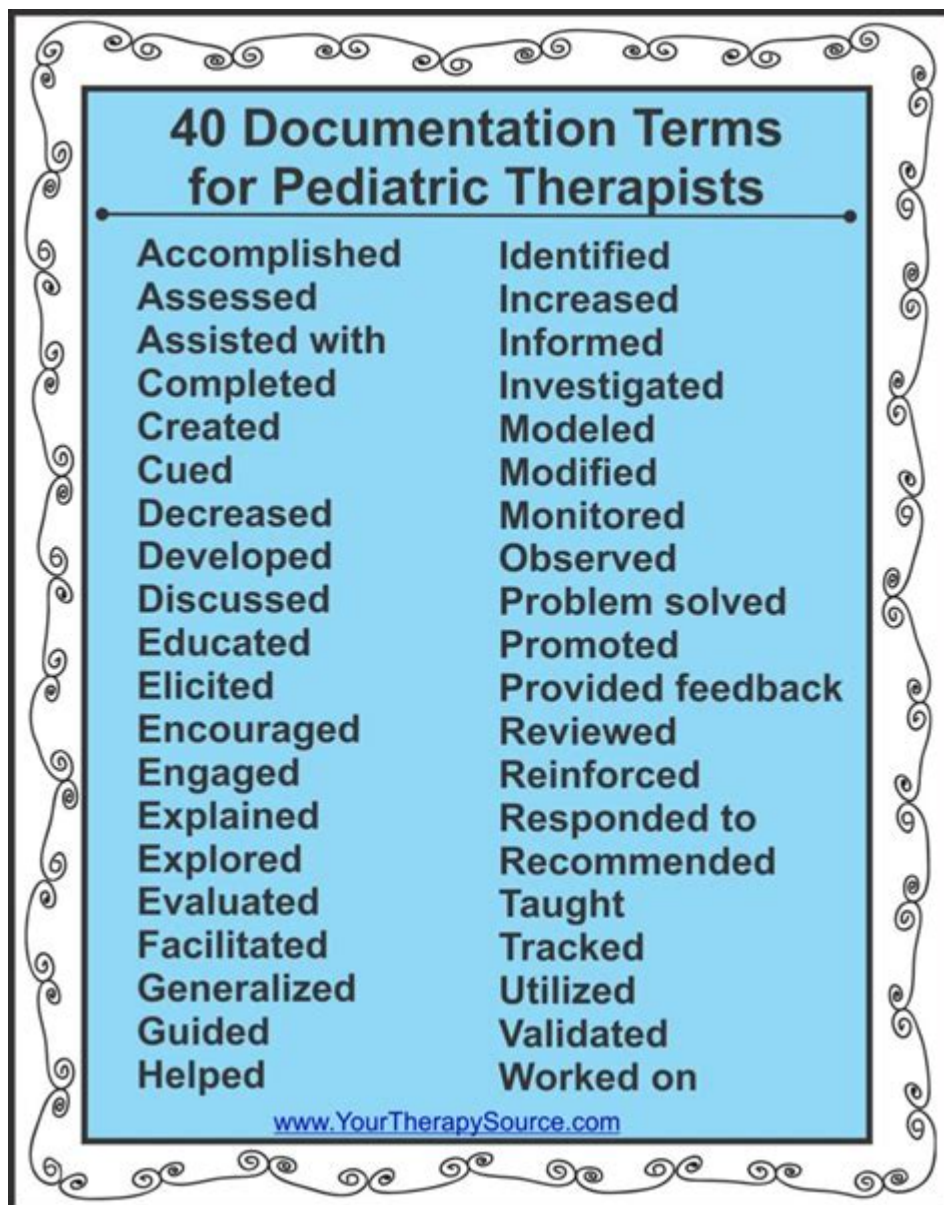 40 Documentation Terms
for Pediatric Therapists
Accomplished
Assessed
Assisted with
Completed
Created
Cued
Decreased
Developed
Discussed
Educated
Elicited
Encouraged
Engaged
Explained
Explored
Evaluated
Facilitated
Generalized
Guided
Helped
Identified
Increased
Informed
Investigated
Modeled
Modified
Monitored
Observed
Problem solved
Promoted
Provided feedback
Reviewed
Reinforced
Responded to
Recommended
Taught
Tracked
Utilized
Validated
Worked on
www.YourTherapySource.com